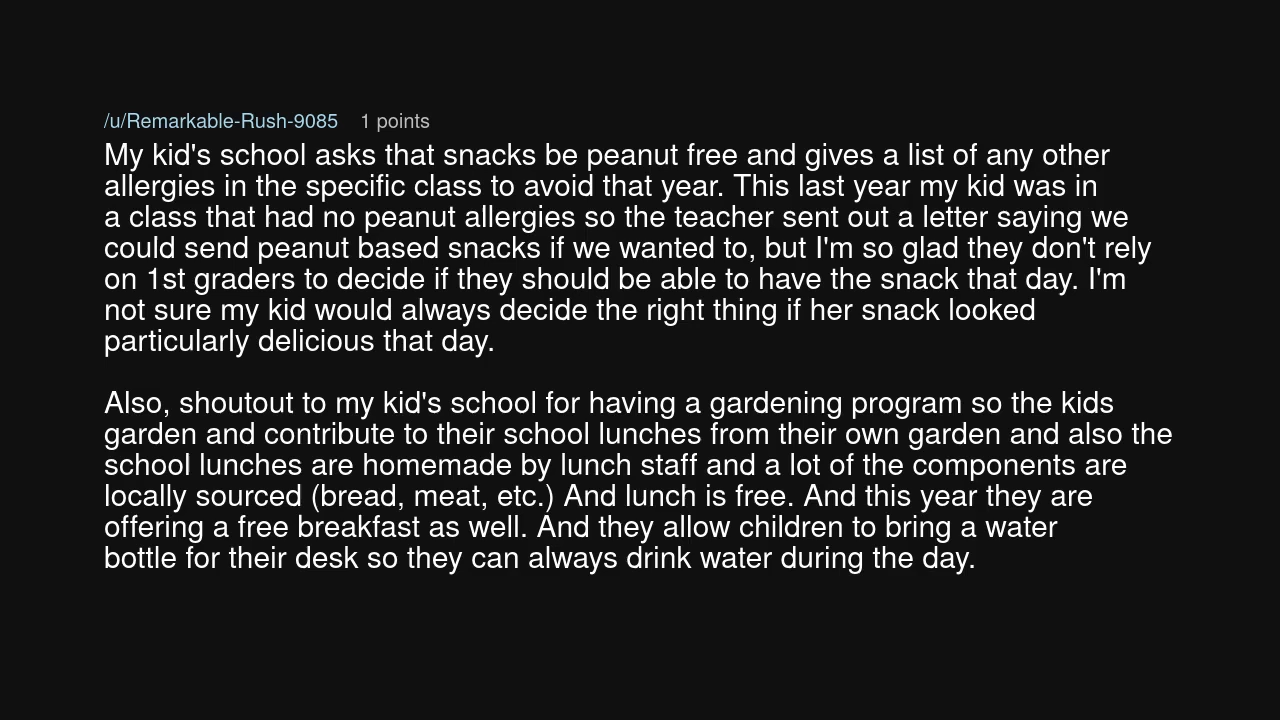 /u/Remarkable-Rush-9085 1 points
My kid's school asks that snacks be peanut free and gives a list of any other
allergies in the specific class to avoid that year. This last year my kid was in
a class that had no peanut allergies so the teacher sent out a letter saying we
could send peanut based snacks if we wanted to, but I'm so glad they don't rely
on 1st graders to decide if they should be able to have the snack that day. I'm
not sure my kid would always decide the right thing if her snack looked
particularly delicious that day.
Also, shoutout to my kid's school for having a gardening program so the kids
garden and contribute to their school lunches from their own garden and also the
school lunches are homemade by lunch staff and a lot of the components are
locally sourced (bread, meat, etc.) And lunch is free. And this year they are
offering a free breakfast as well. And they allow children to bring a water
bottle for their desk so they can always drink water during the day.